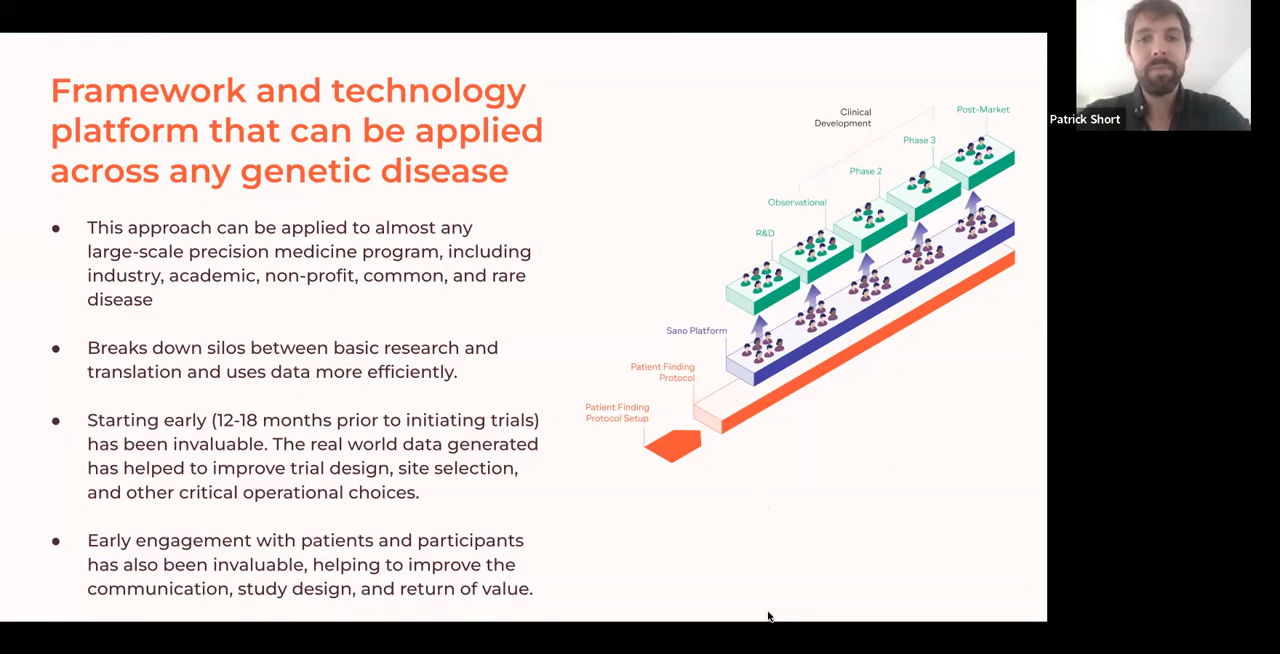 Framework and technology
platform that can be applied
across any genetic disease
● This approach can be applied to almost any
large-scale precision medicine program, including
industry, academic, non-profit, common, and rare
disease
● Breaks down silos between basic research and
translation and uses data more efficiently.
● Starting early (12-18 months prior to initiating trials)
has been invaluable. The real world data generated
has helped to improve trial design, site selection,
and other critical operational choices.
● Early engagement with patients and participants
has also been invaluable, helping to improve the
communication, study design, and return of value.
Clinical
Development
Post-Market
Phase 3
Phase 2
Observational
R&D
Sano Platform
Patient Finding
Protocol
Patient Finding
Protocol Setup
Patrick Short